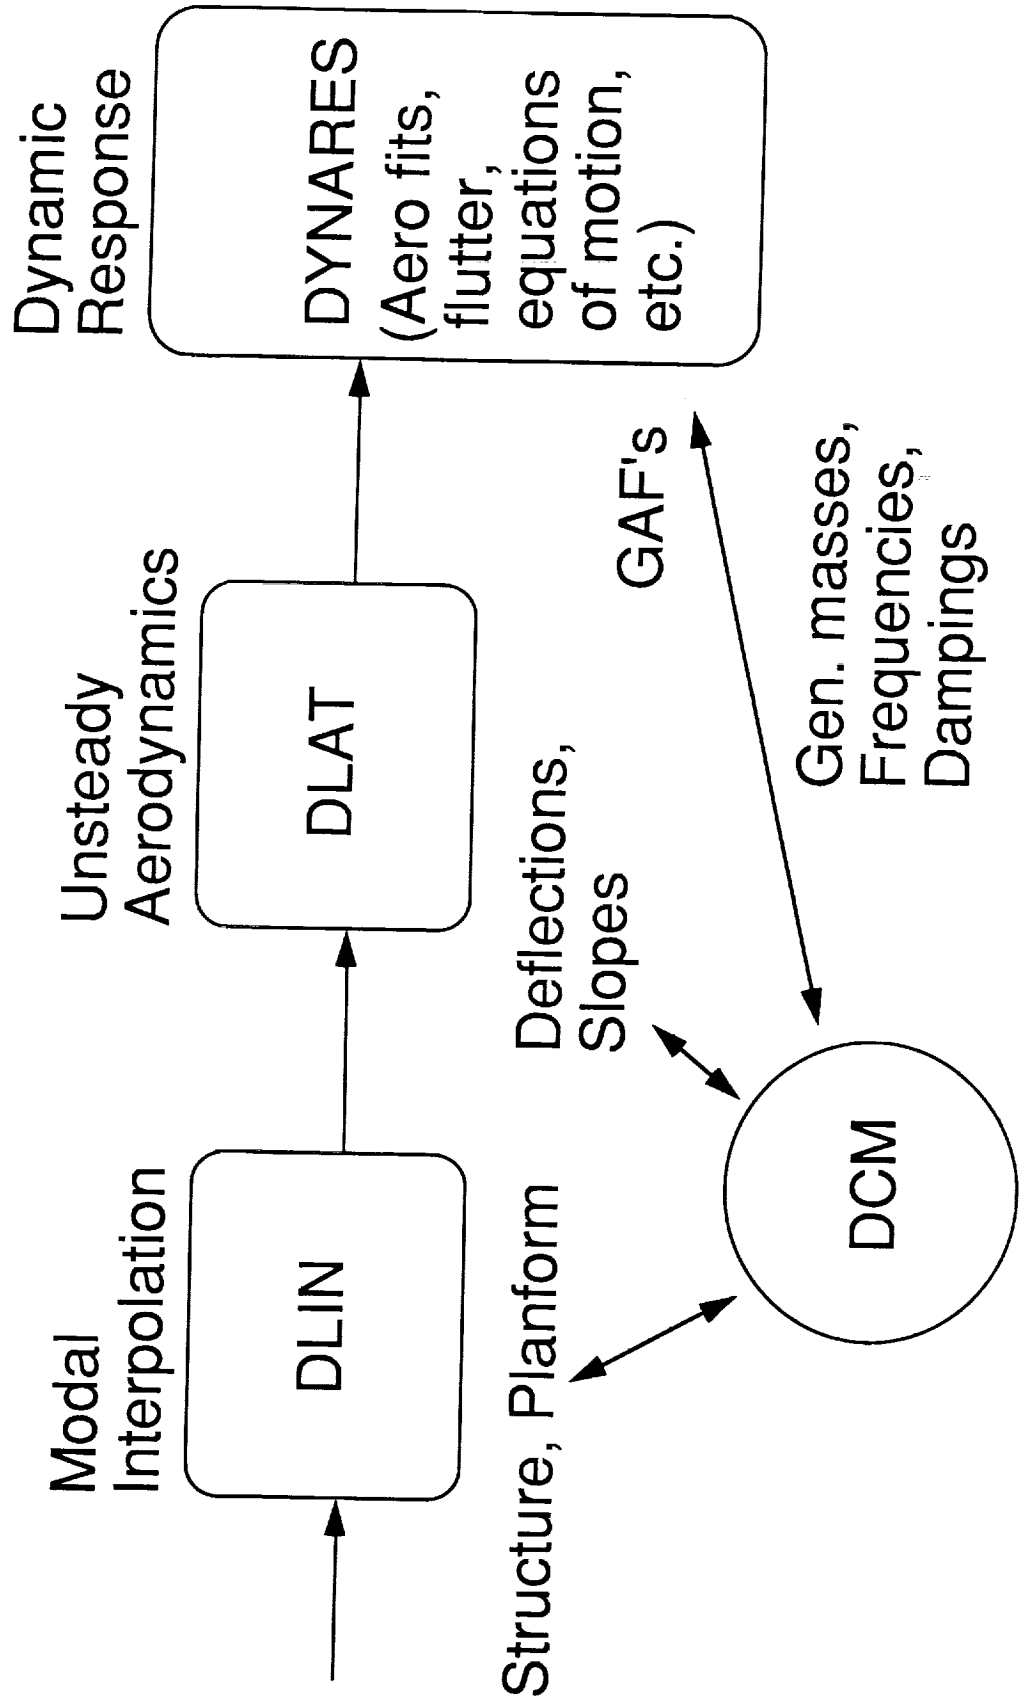 Modal
Interpolation
DLIN
Unsteady
Aerodynamics
DLAT
Dynamic
Response
DYNARES
(Aero fits,
flutter,
equations
of motion,
etc.)
Structure, Planform
Deflections,
Slopes
GAF's
Gen. masses,
Frequencies,
Dampings
DCM